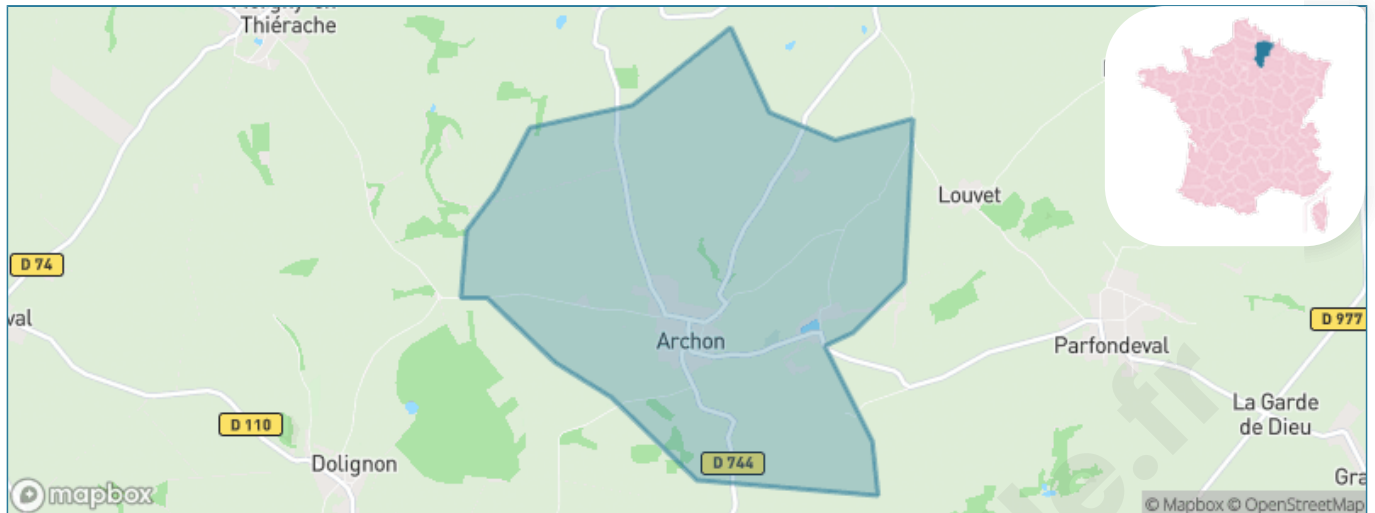 Thiérache
Louvet
D 74
D 977
val
Archon
Parfondeval
La Garde
de Dieu
D 110
Dolignon
D 744
Gra
mapbox
© Mapbox © OpenStreetMap